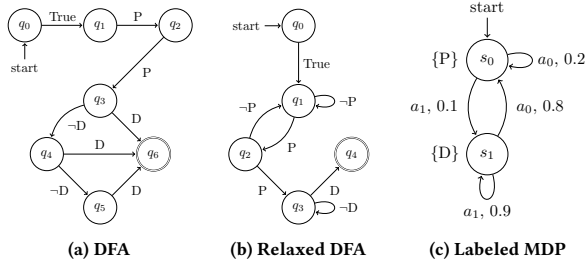 q₀ True q₁ P q₂
start
P
q₃
¬D D
q₄ D q₆
¬D D
q₅
(a) DFA
start q₀
True
¬P q₁ ¬P
q₂ P q₄
P D
q₃ ¬D
(b) Relaxed DFA
start
{P} s₀ a₀, 0.2
a₁, 0.1 a₀, 0.8
{D} s₁
a₁, 0.9
(c) Labeled MDP